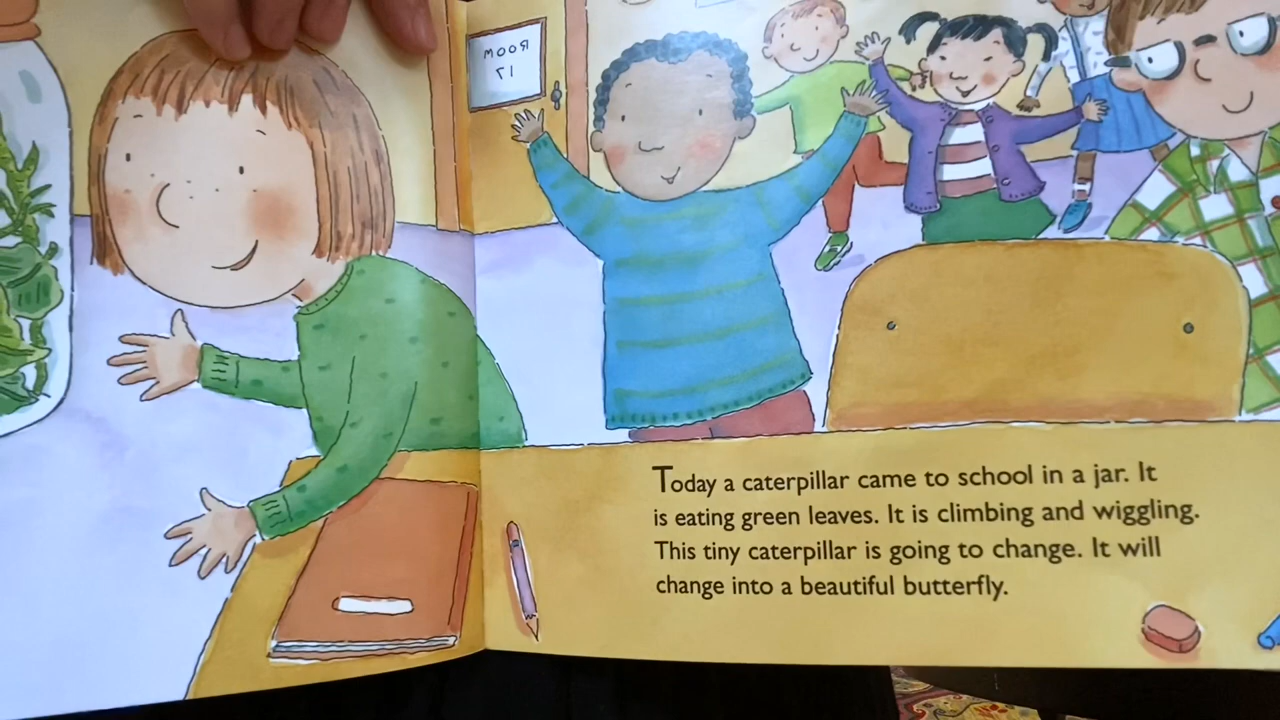 ROOM
17
Today a caterpillar came to school in a jar. It
is eating green leaves. It is climbing and wiggling.
This tiny caterpillar is going to change. It will
change into a beautiful butterfly.